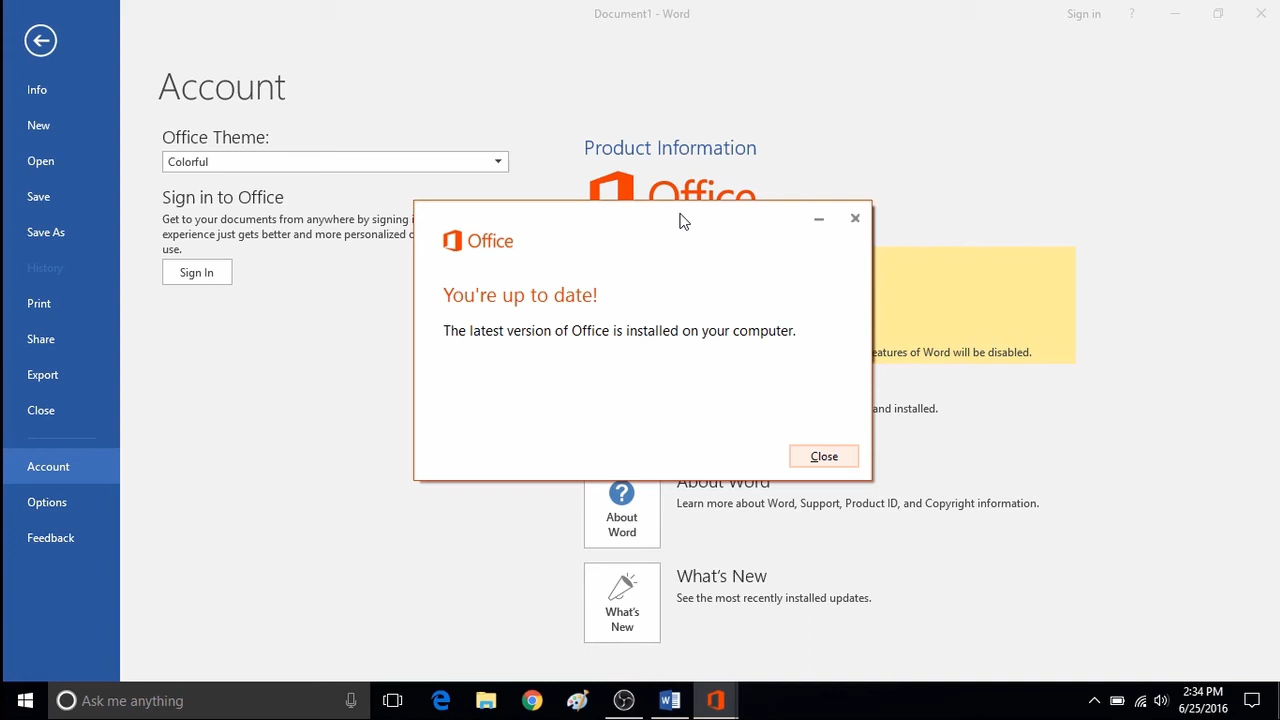 Document1 - Word
Sign in
?
Info
New
Open
Save
Save As
History
Print
Share
Export
Close
Account
Options
Feedback
Account
Office Theme:
Colorful
Sign in to Office
Get to your documents from anywhere by signing
experience just gets better and more personalized
use.
Sign In
Product Information
Office
Office
You're up to date!
The latest version of Office is installed on your computer.
Close
features of Word will be disabled.
and installed.
About Word
Learn more about Word, Support, Product ID, and Copyright information.
?
About
Word
What's New
See the most recently installed updates.
What's
New
Ask me anything
2:34 PM
6/25/2016